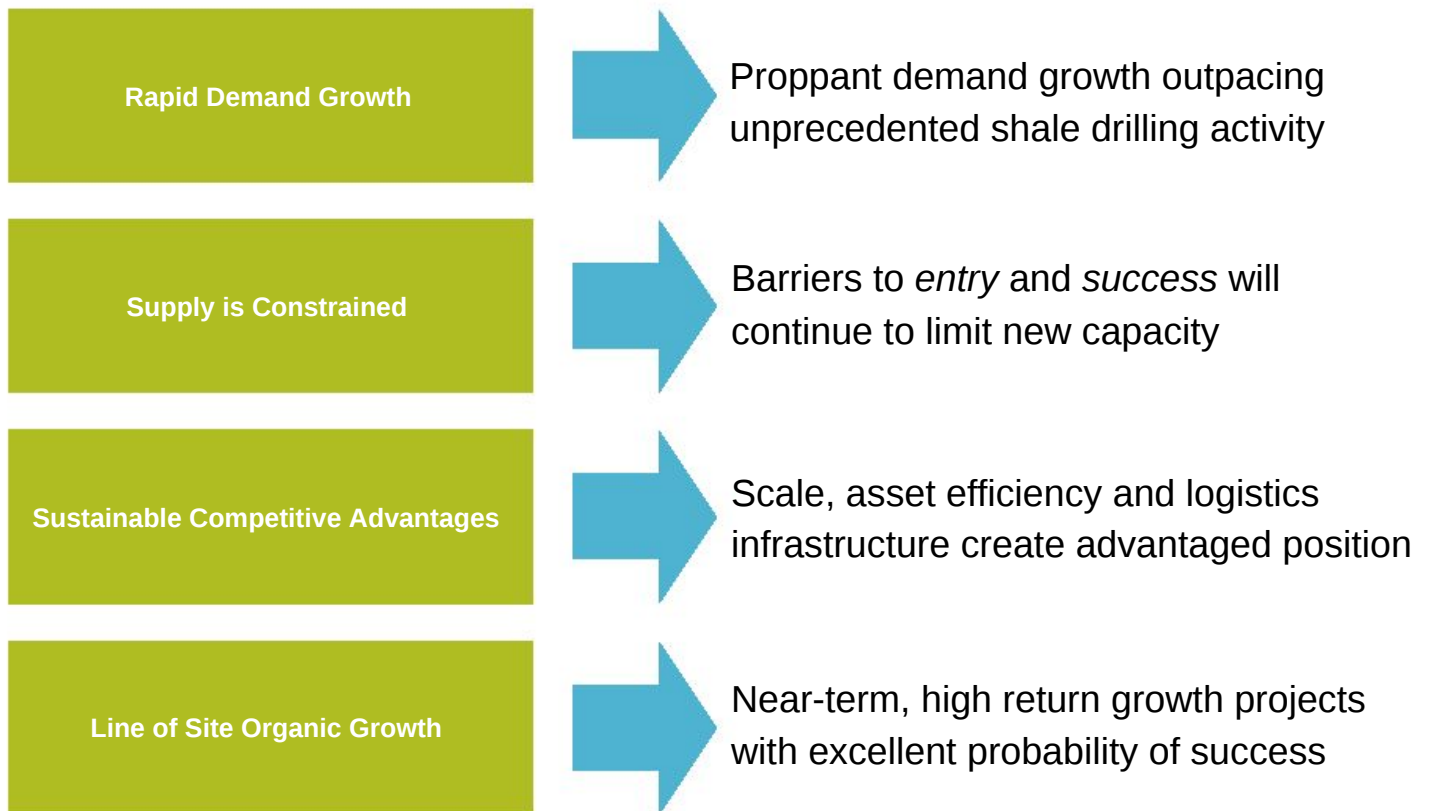 Rapid Demand Growth
Proppant demand growth outpacing
unprecedented shale drilling activity
Supply is Constrained
Barriers to entry and success will
continue to limit new capacity
Sustainable Competitive Advantages
Scale, asset efficiency and logistics
infrastructure create advantaged position
Line of Site Organic Growth
Near-term, high return growth projects
with excellent probability of success